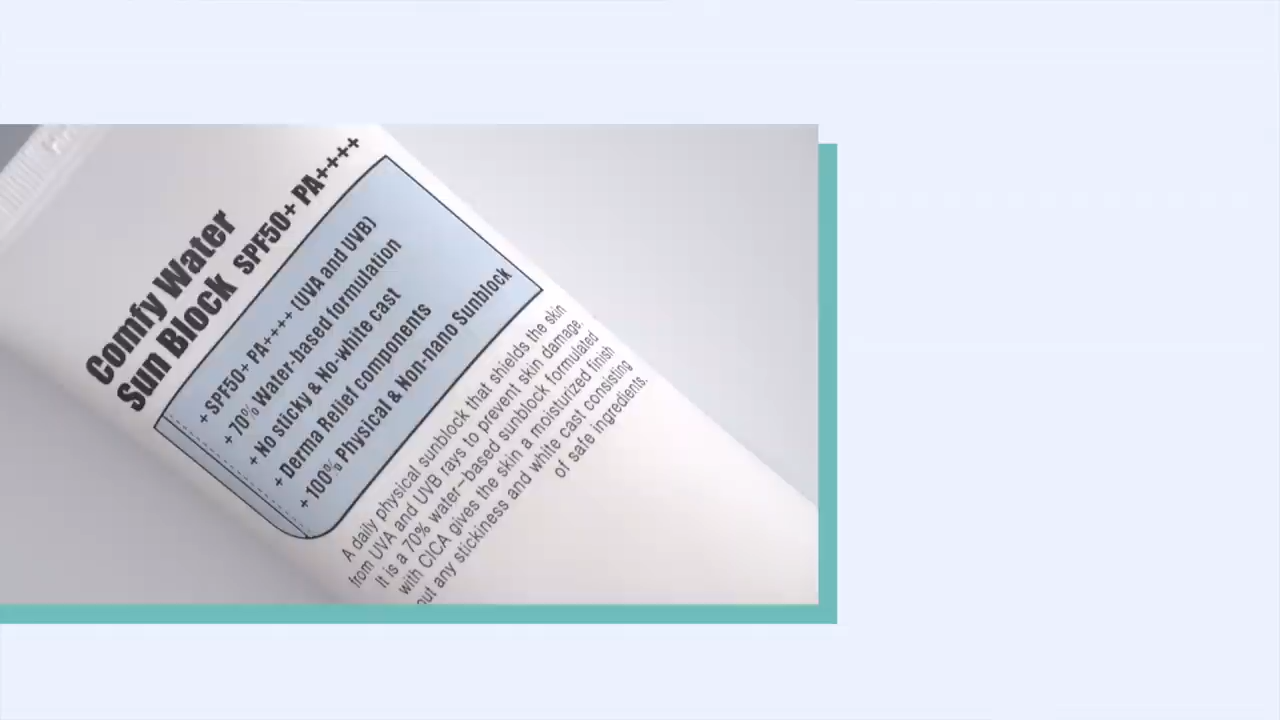 Comfy Water
Sun Block SPF50+ PA++++
+ SPF50+ PA++++ (UVA and UVB)
+ 70% Water-based formulation
+ No sticky & No-white cast
+ Derma Relief components
+ 100% Physical & Non-nano Sunblock
A daily physical sunblock that shields the skin
from UVA and UVB rays to prevent skin damage.
It is a 70% water-based sunblock formulated
with CICA gives the skin a moisturized finish
out any stickiness and white cast consisting
of safe ingredients.